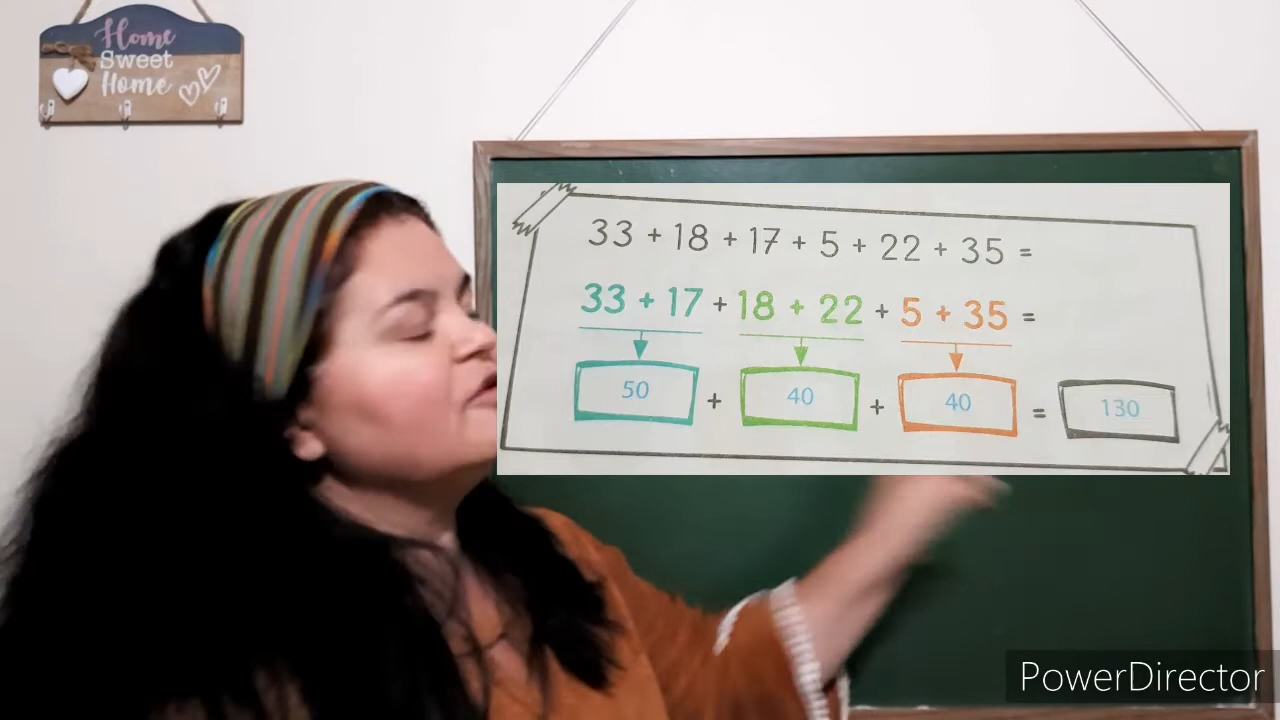 Home
Sweet
Home
33 + 18 + 17 + 5 + 22 + 35 =
33 + 17 + 18 + 22 + 5 + 35 =
50 + 40 + 40 = 130
PowerDirector